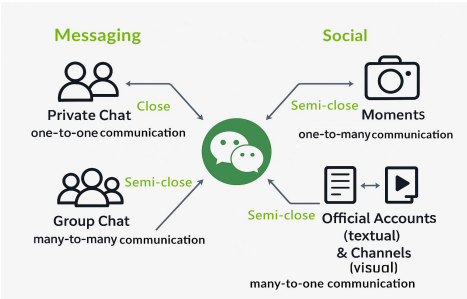 Messaging
Social
Close
Private Chat
one-to-one communication
Semi-close
Moments
one-to-many communication
Semi-close
Group Chat
many-to-many communication
Semi-close
Official Accounts
(textual)
& Channels
(visual)
many-to-one communication